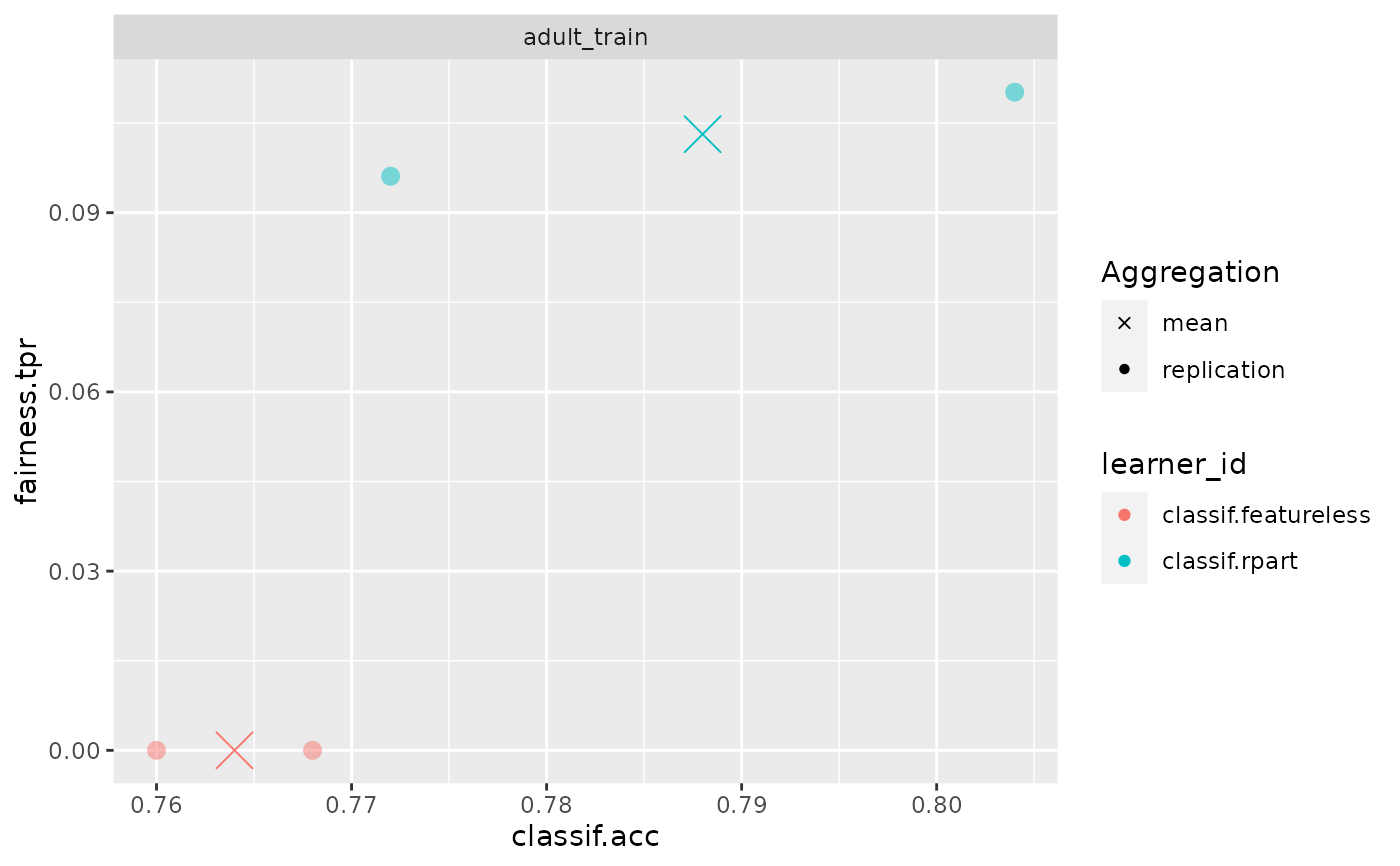 adult_train
fairness.tpr
0.09
0.06
0.03
0.00
0.76 0.77 0.78 0.79 0.80
classif.acc
Aggregation
mean
replication
learner_id
classif.featureless
classif.rpart